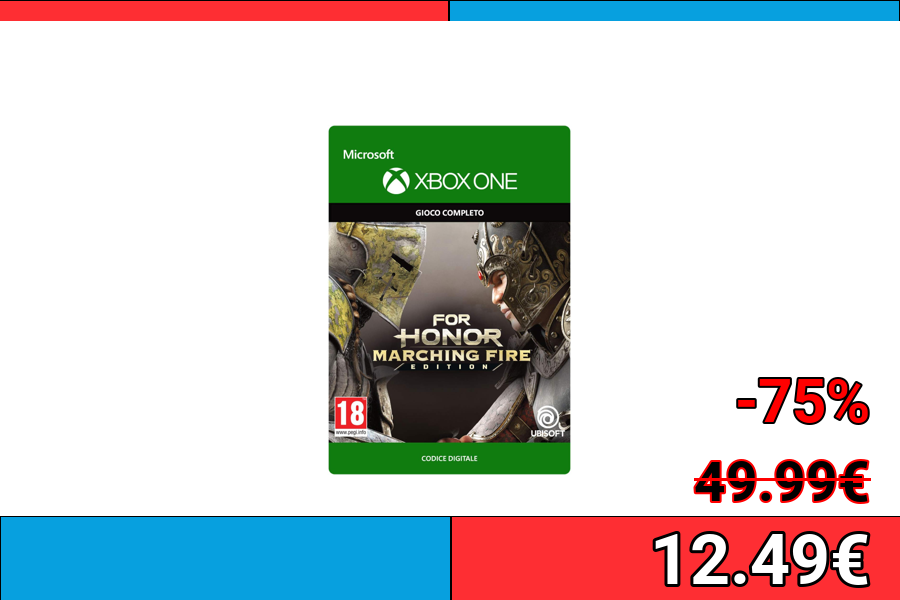 Microsoft
XBOX ONE
GIOCO COMPLETO
FOR
HONOR
MARCHING FIRE
EDITION
18
www.pegi.info
UBISOFT
CODICE DIGITALE
-75%
49.99€
12.49€